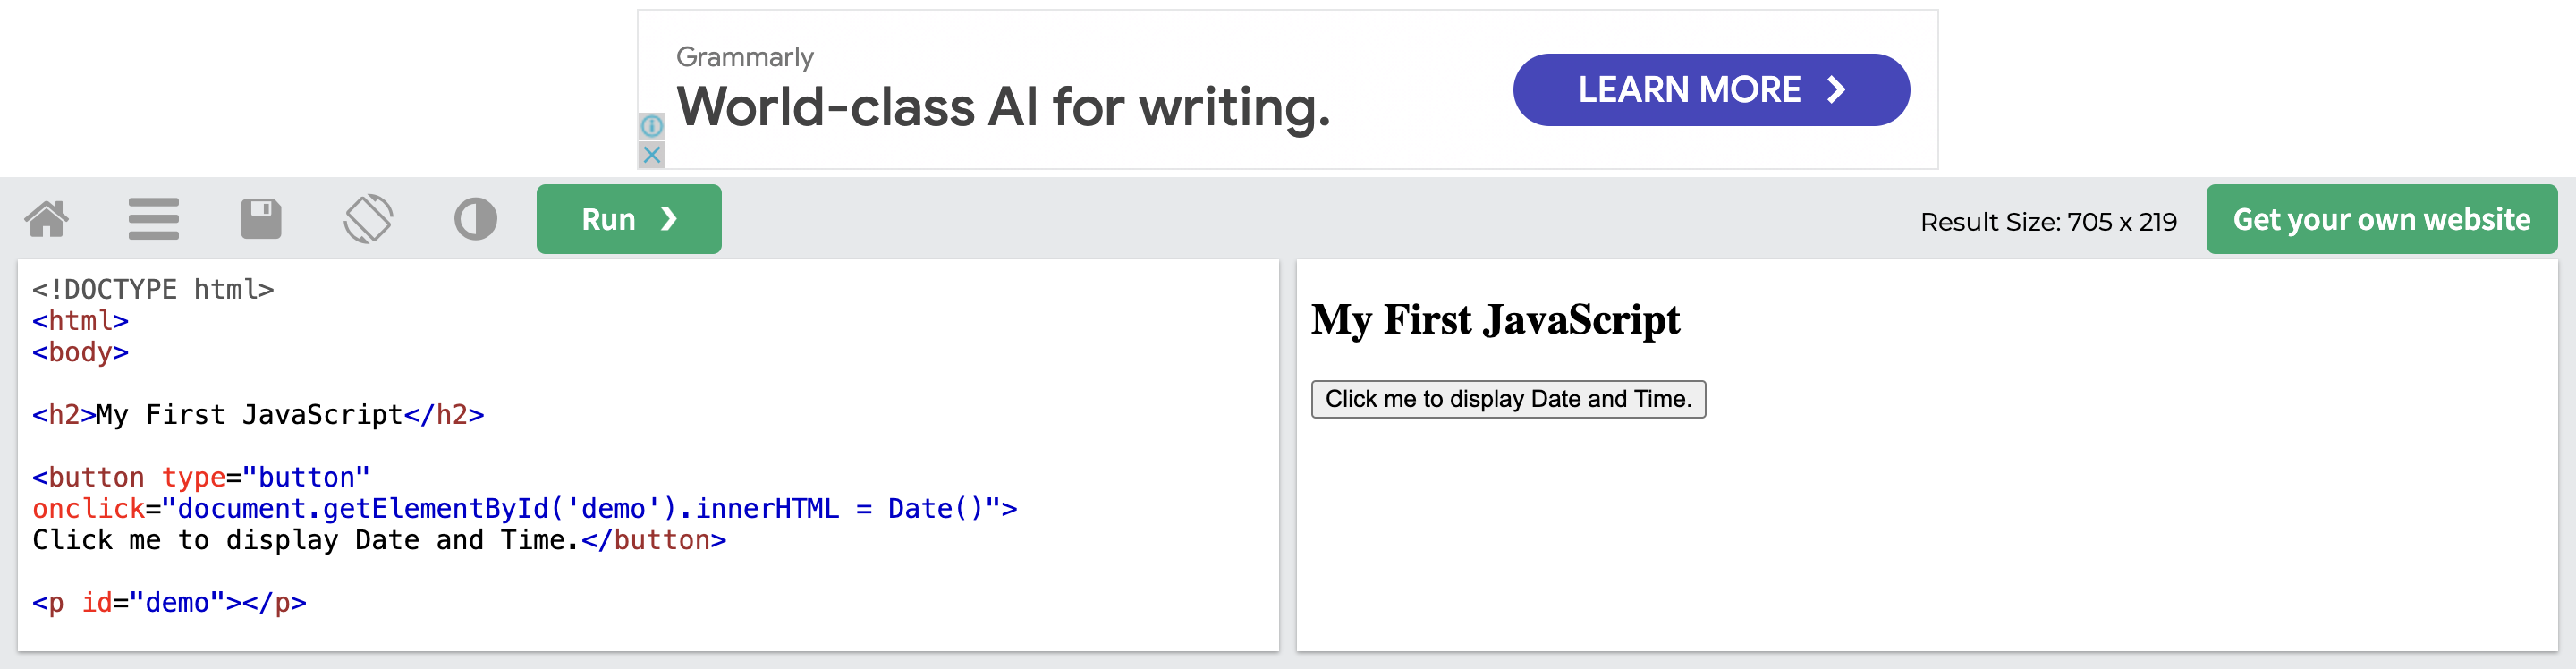 Grammarly
World-class AI for writing.
LEARN MORE
Run
Result Size: 705 x 219
Get your own website
<!DOCTYPE html>
<html>
<body>
<h2>My First JavaScript</h2>
<button type="button"
onclick="document.getElementById('demo').innerHTML = Date()">
Click me to display Date and Time.</button>
<p id="demo"></p>
My First JavaScript
Click me to display Date and Time.